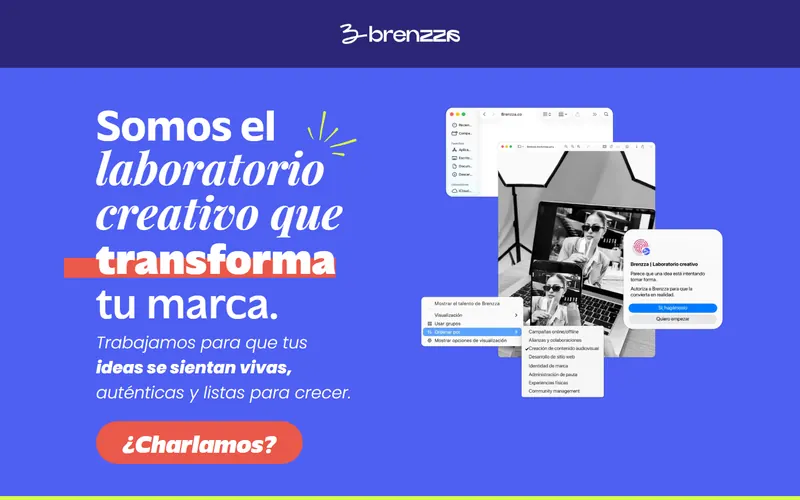 brenzza
Somos el
laboratorio
creativo que
transforma
tu marca.
Trabajamos para que tus
ideas se sientan vivas,
auténticas y listas para crecer.
¿Charlamos?
Brenzza.co
Brenzza | Laboratorio creativo
Parece que una idea está intentando
tomar forma.
Autoriza a Brenzza para que la
convierta en realidad.
Sí, hagámoslo
Quiero empezar
Mostrar el talento de Brenzza
Visualización
Usar grupos
Ordenar por
Mostrar opciones de visualización
Campañas online/offline
Alianzas y colaboraciones
Creación de contenido audiovisual
Desarrollo de sitio web
Identidad de marca
Administración de pauta
Experiencias físicas
Community management